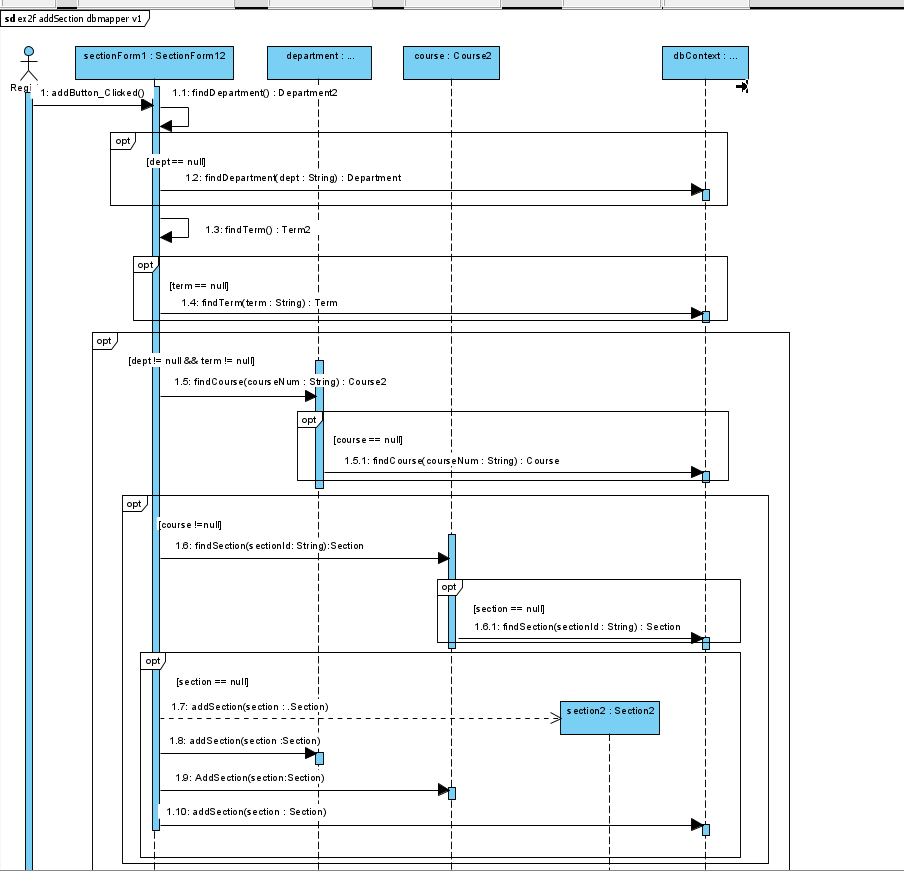 sd ex2f addSection dbmapper v1
sectionForm1 : SectionForm12
department : ...
course : Course2
dbContext : ...
Regi
1: addButton_Clicked()
1.1: findDepartment() : Department2
opt
[dept == null]
1.2: findDepartment(dept : String) : Department
1.3: findTerm() : Term2
opt
[term == null]
1.4: findTerm(term : String) : Term
opt
[dept != null && term != null]
1.5: findCourse(courseNum : String) : Course2
opt
[course == null]
1.5.1: findCourse(courseNum : String) : Course
opt
[course !=null]
1.6: findSection(sectionId: String):Section
opt
[section == null]
1.6.1: findSection(sectionId : String) : Section
opt
[section == null]
1.7: addSection(section : .Section)
section2 : Section2
1.8: addSection(section :Section)
1.9: AddSection(section:Section)
1.10: addSection(section : Section)